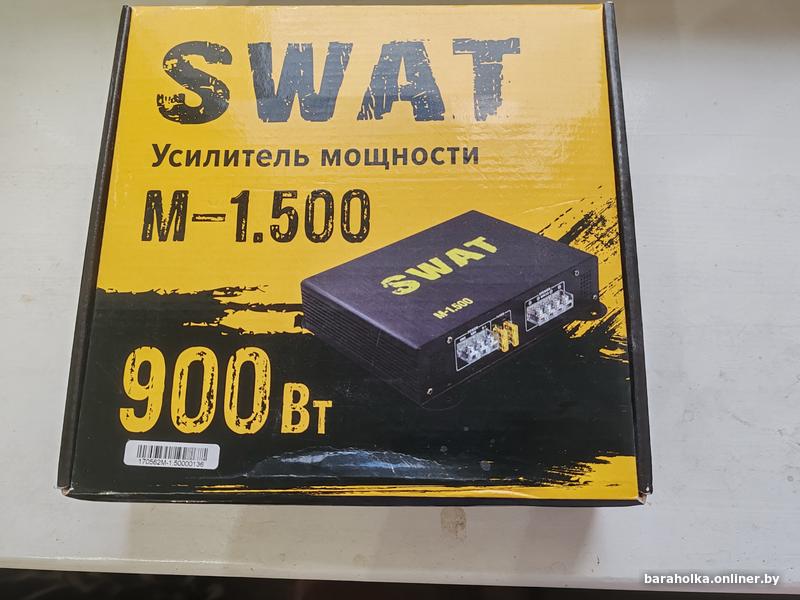 SWAT
Усилитель мощности
M-1.500
SWAT
M-1.500
900 Вт
170562M-1.50000136
baraholka.onliner.by